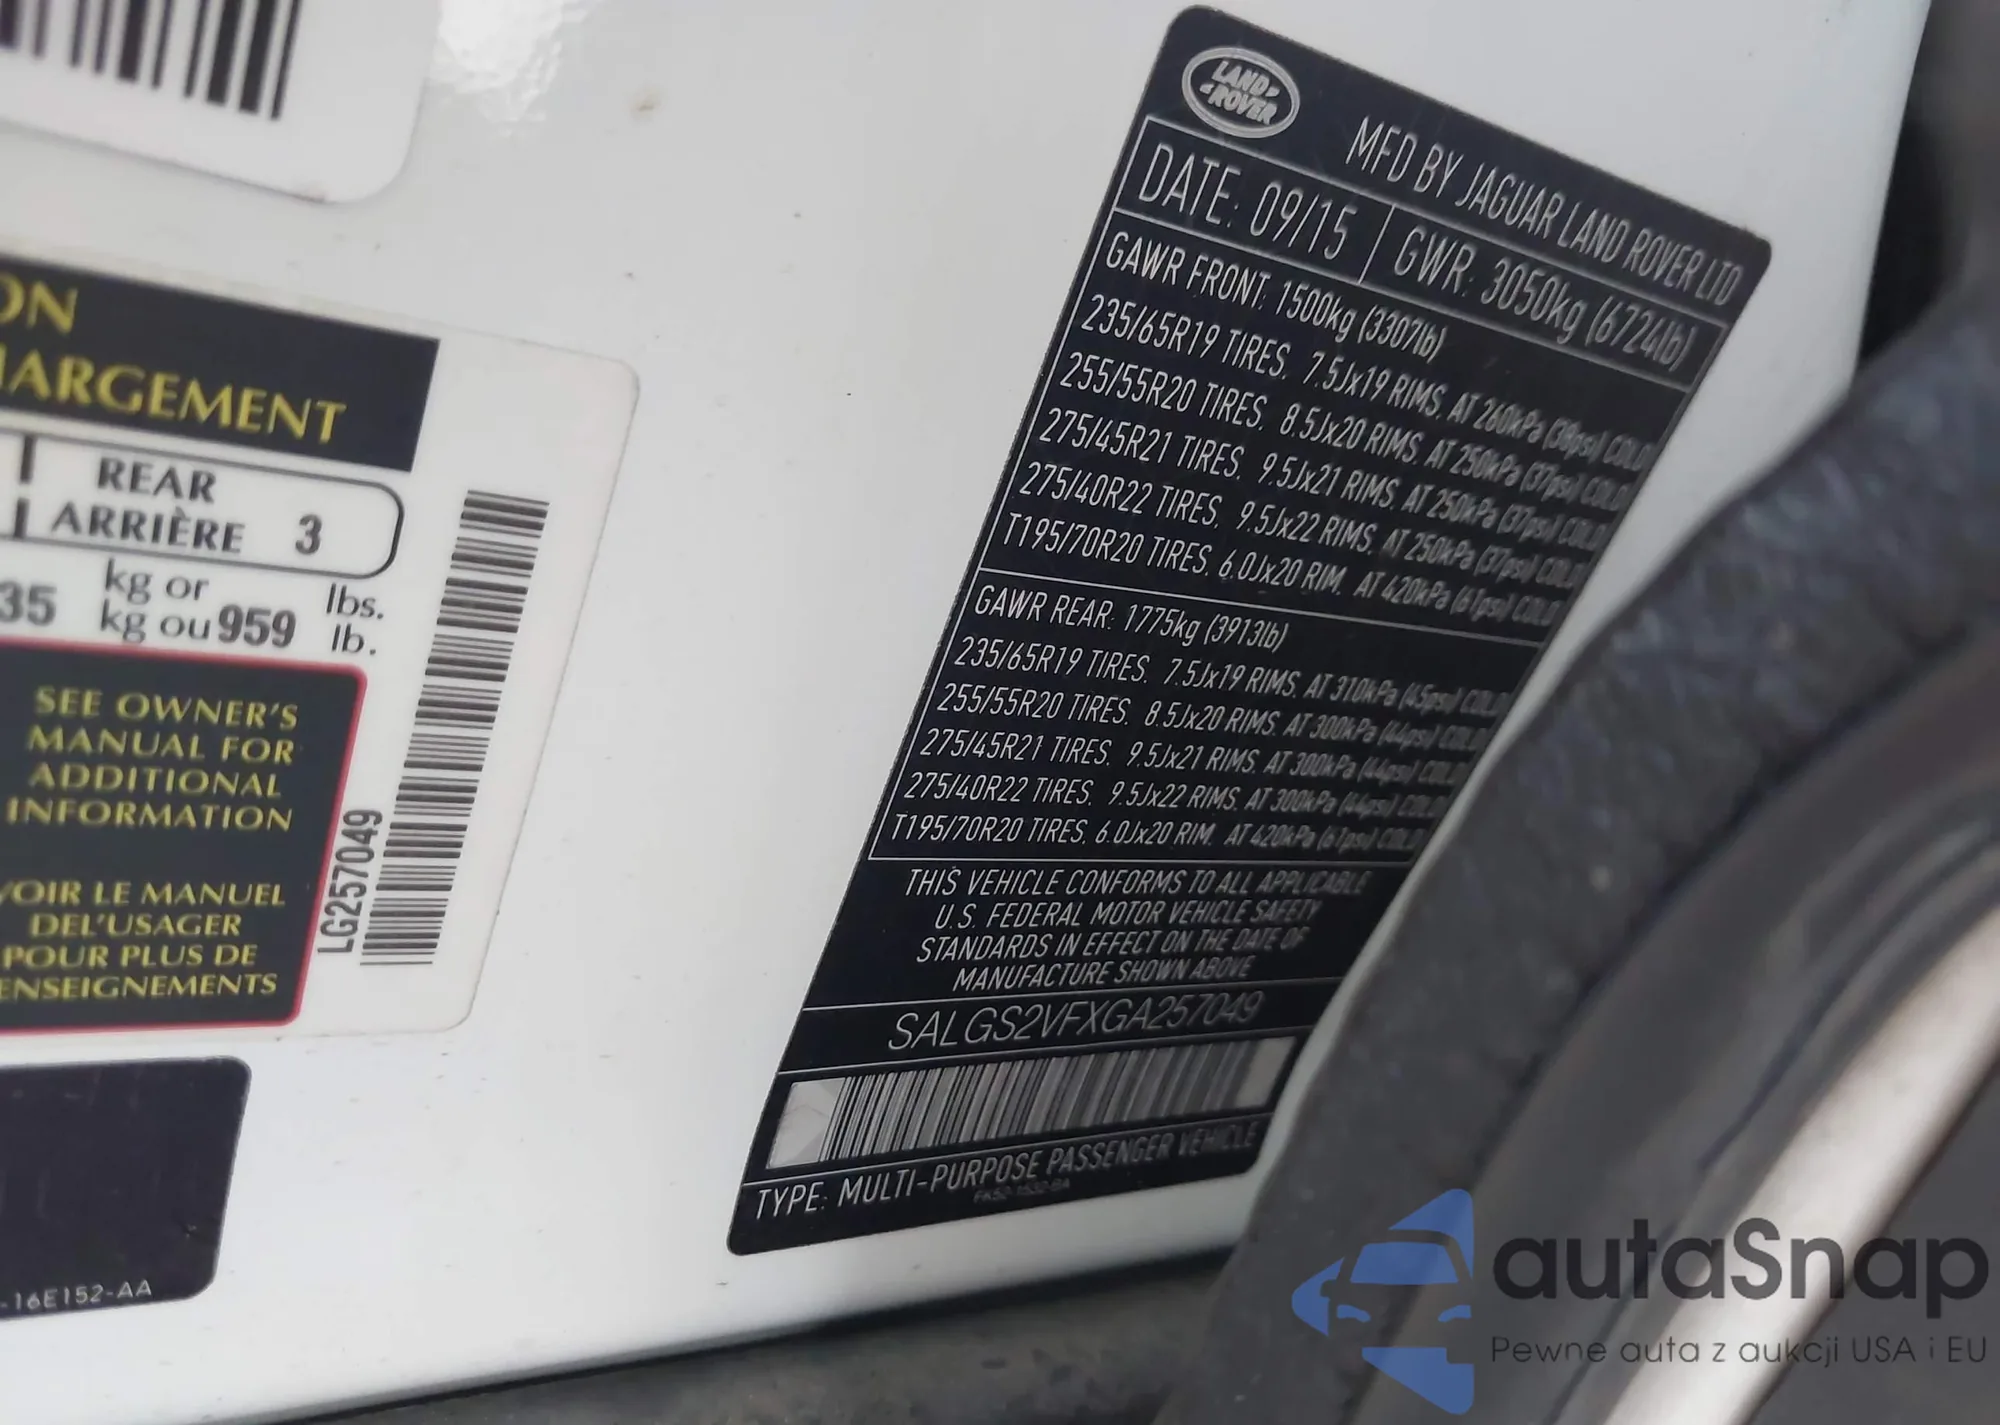 ON
HARGEMENT
REAR
ARRIÈRE 3
35 kg or 959 lbs.
kg ou lb.
SEE OWNER'S
MANUAL FOR
ADDITIONAL
INFORMATION
VOIR LE MANUEL
DEL'USAGER
POUR PLUS DE
ENSEIGNEMENTS
LG257049
-16E152-AA
LAND
ROVER
MFD BY JAGUAR LAND ROVER LTD
DATE: 09/15 GWR: 3050kg (6724lb)
GAWR FRONT: 1500kg (3307lb)
235/65R19 TIRES. 7.5Jx19 RIMS. AT 260kPa (38psi) COLD
255/55R20 TIRES. 8.5Jx20 RIMS. AT 250kPa (37psi) COLD
275/45R21 TIRES. 9.5Jx21 RIMS. AT 250kPa (37psi) COLD
275/40R22 TIRES. 9.5Jx22 RIMS. AT 250kPa (37psi) COLD
T195/70R20 TIRES. 6.0Jx20 RIM. AT 420kPa (61psi) COLD
GAWR REAR: 1775kg (3913lb)
235/65R19 TIRES. 7.5Jx19 RIMS. AT 310kPa (45psi) COLD
255/55R20 TIRES. 8.5Jx20 RIMS. AT 300kPa (44psi) COLD
275/45R21 TIRES. 9.5Jx21 RIMS. AT 300kPa (44psi) COLD
275/40R22 TIRES. 9.5Jx22 RIMS. AT 300kPa (44psi) COLD
T195/70R20 TIRES. 6.0Jx20 RIM. AT 420kPa (61psi) COLD
THIS VEHICLE CONFORMS TO ALL APPLICABLE
U.S. FEDERAL MOTOR VEHICLE SAFETY
STANDARDS IN EFFECT ON THE DATE OF
MANUFACTURE SHOWN ABOVE
SALGS2VFXGA257049
TYPE: MULTI-PURPOSE PASSENGER VEHICLE
autaSnap
Pewne auta z aukcji USA i EU